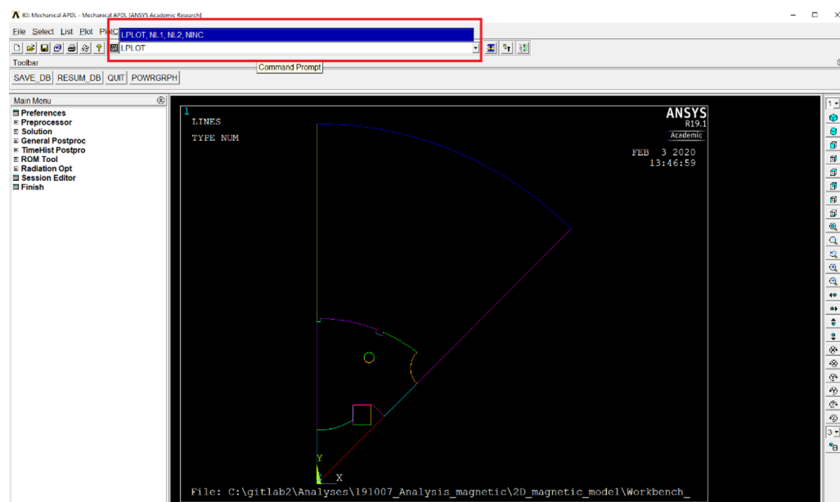 82: Mechanical APDL - Mechanical APDL [ANSYS Academic Research]
File Select List Plot
LPLOT, NL1, NL2, NINC
LPLOT
Toolbar
Command Prompt
SAVE_DB RESUM_DB QUIT POWRGRPH
Main Menu
Preferences
Preprocessor
Solution
General Postproc
TimeHist Postpro
ROM Tool
Radiation Opt
Session Editor
Finish
1
LINES
TYPE NUM
ANSYS
R19.1
Academic
FEB 3 2020
13:46:59
Y
X
File: C:\gitlab2\Analyses\191007_Analysis_magnetic\2D_magnetic_model\Workbench_
1
3